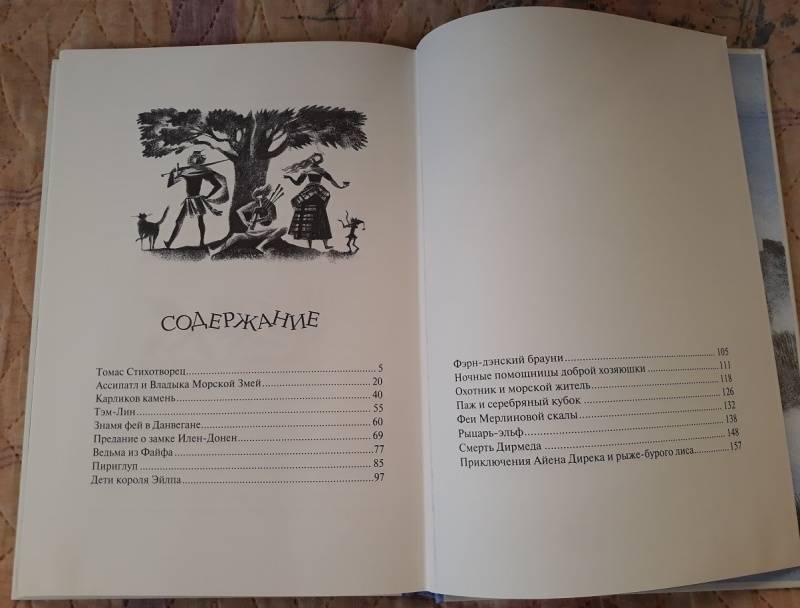 СОДЕРЖАНИЕ
Томас Стихотворец 5
Ассипатл и Владыка Морской Змей 20
Карликов камень 40
Тэм-Лин 55
Знамя фей в Данвегане 60
Предание о замке Илен-Донен 69
Ведьма из Файфа 77
Пириглуп 85
Дети короля Эйлпа 97
Фэрн-дэнский брауни 105
Ночные помощницы доброй хозяюшки 111
Охотник и морской житель 118
Паж и серебряный кубок 126
Феи Мерлиновой скалы 132
Рыцарь-эльф 138
Смерть Дирмеда 148
Приключения Айена Дирека и рыже-бурого лиса 157